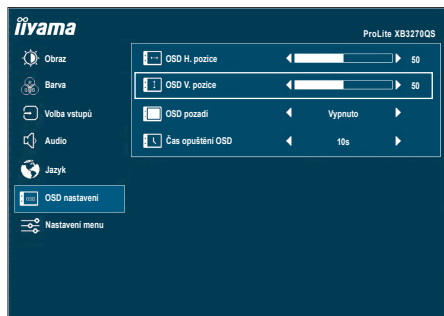 iiyama
ProLite XB3270QS
Obraz
Barva
Volba vstupů
Audio
Jazyk
OSD nastavení
Nastavení menu
OSD H. pozice 50
OSD V. pozice 50
OSD pozadí Vypnuto
Čas opuštění OSD 10s